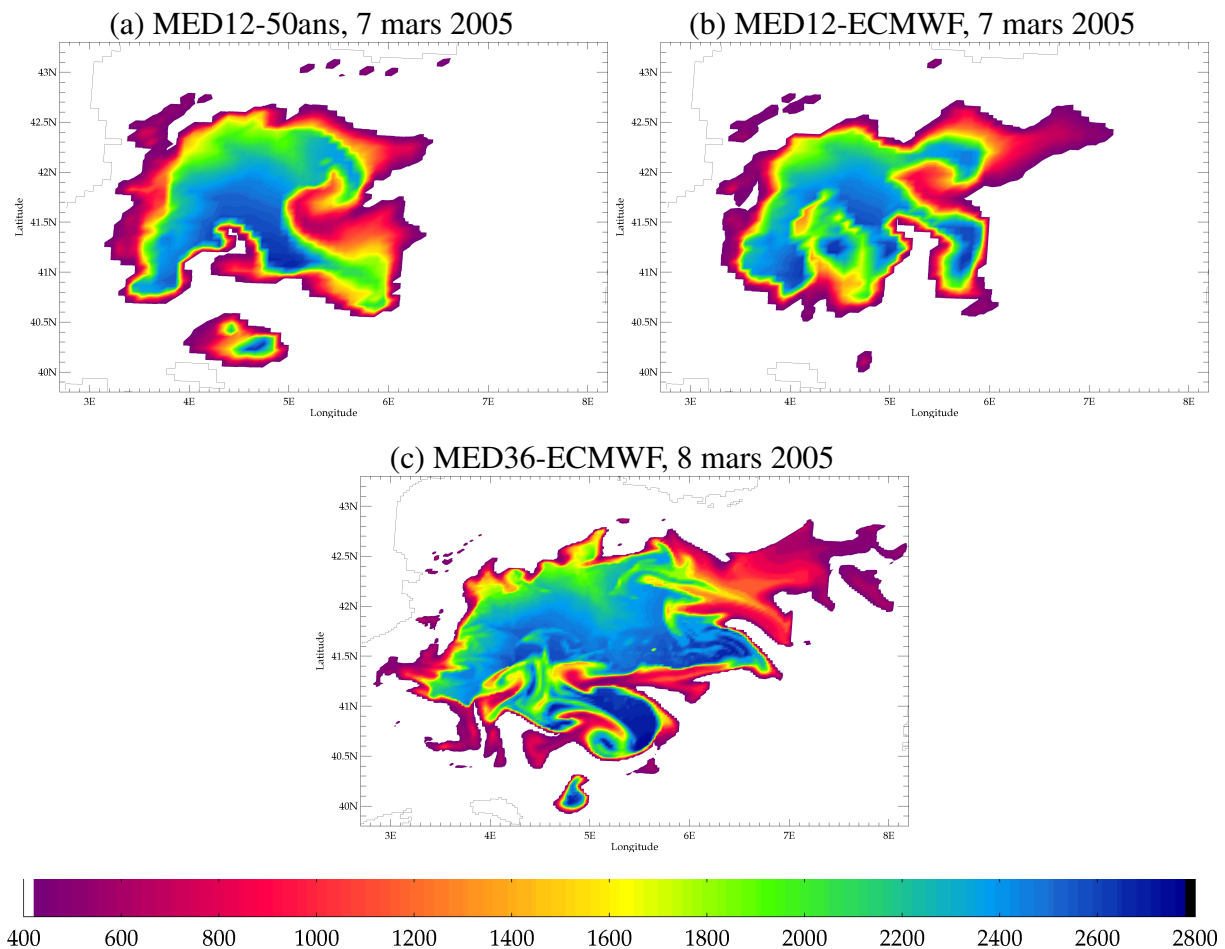 (a) MED12-50ans, 7 mars 2005
43N
42.5N
42N
41.5N
41N
40.5N
40N
Latitude
3E 4E 5E 6E 7E 8E
Longitude
(b) MED12-ECMWF, 7 mars 2005
43N
42.5N
42N
41.5N
41N
40.5N
40N
Latitude
3E 4E 5E 6E 7E 8E
Longitude
(c) MED36-ECMWF, 8 mars 2005
43N
42.5N
42N
41.5N
41N
40.5N
40N
Latitude
3E 4E 5E 6E 7E 8E
Longitude
400 600 800 1000 1200 1400 1600 1800 2000 2200 2400 2600 2800